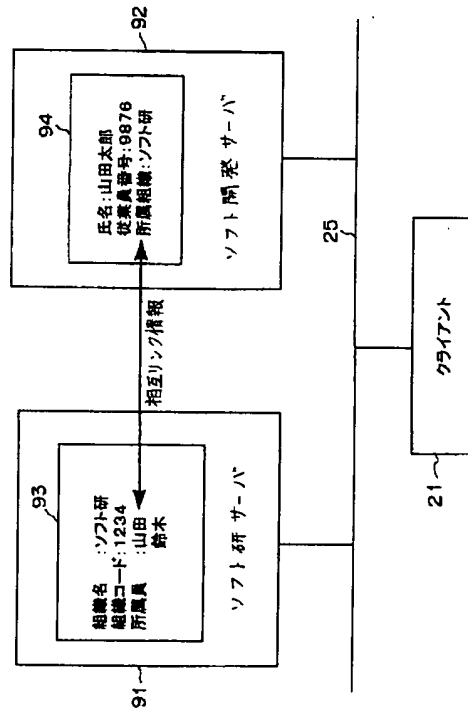 91
93
組織名　:ソフト研
組織コード:1234
所属員　:山田
鈴木
ソフト研サーバ
相互リンク情報
92
94
氏名:山田太郎
従業員番号:9876
所属組織:ソフト研
ソフト開発サーバ
25
21
クライアント